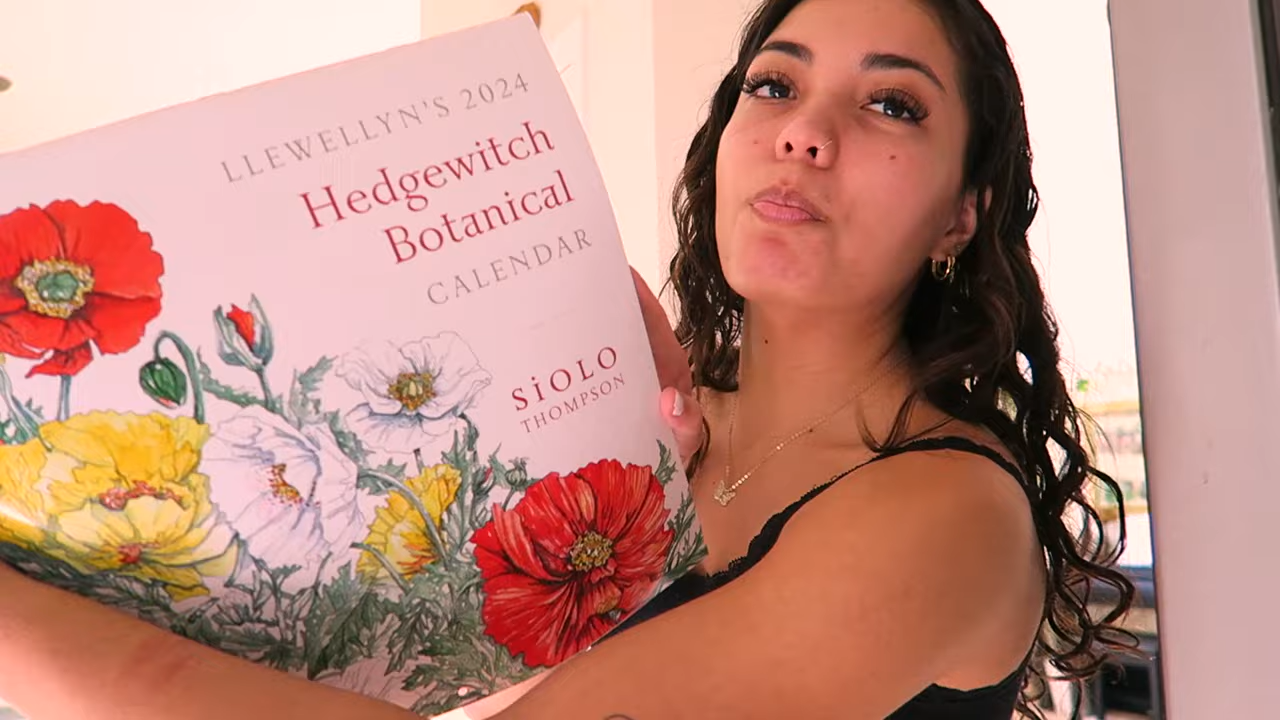 LLEWELLYN'S 2024
Hedgewitch
Botanical
CALENDAR
SiOLO
THOMPSON